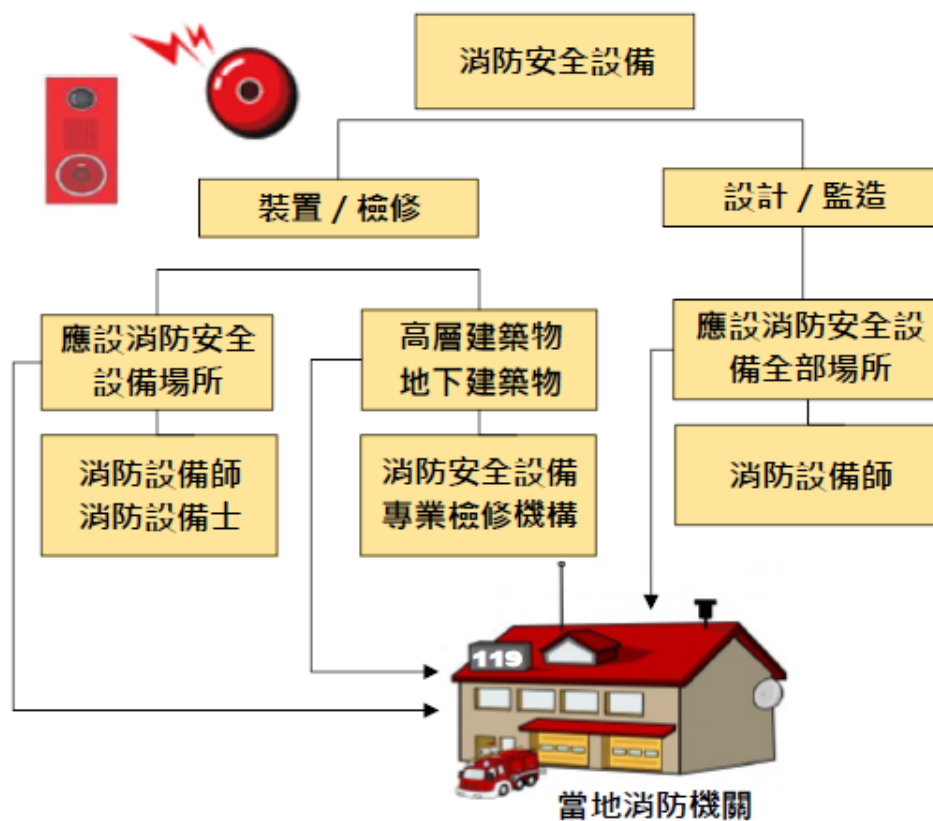 消防安全設備
裝置 / 檢修
設計 / 監造
應設消防安全
設備場所
高層建築物
地下建築物
應設消防安全設
備全部場所
消防設備師
消防設備士
消防安全設備
專業檢修機構
消防設備師
119
當地消防機關